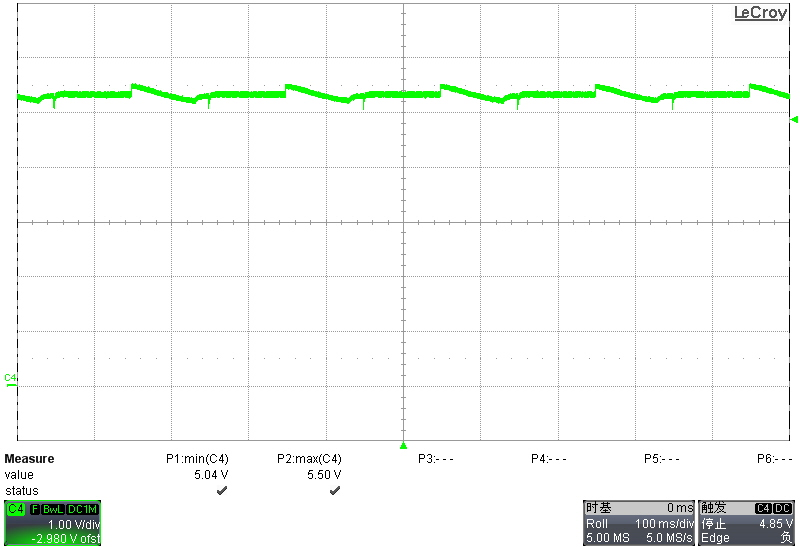 LeCroy
C4
Measure P1:min(C4) P2:max(C4) P3:- - - P4:- - - P5:- - - P6:- - -
value 5.04 V 5.50 V
status
C4 F BwL DC1M
1.00 V/div
-2.980 V ofst
时基 0 ms
Roll 100 ms/div
5.00 MS 5.0 MS/s
触发 C4 DC
停止 4.85 V
Edge 负